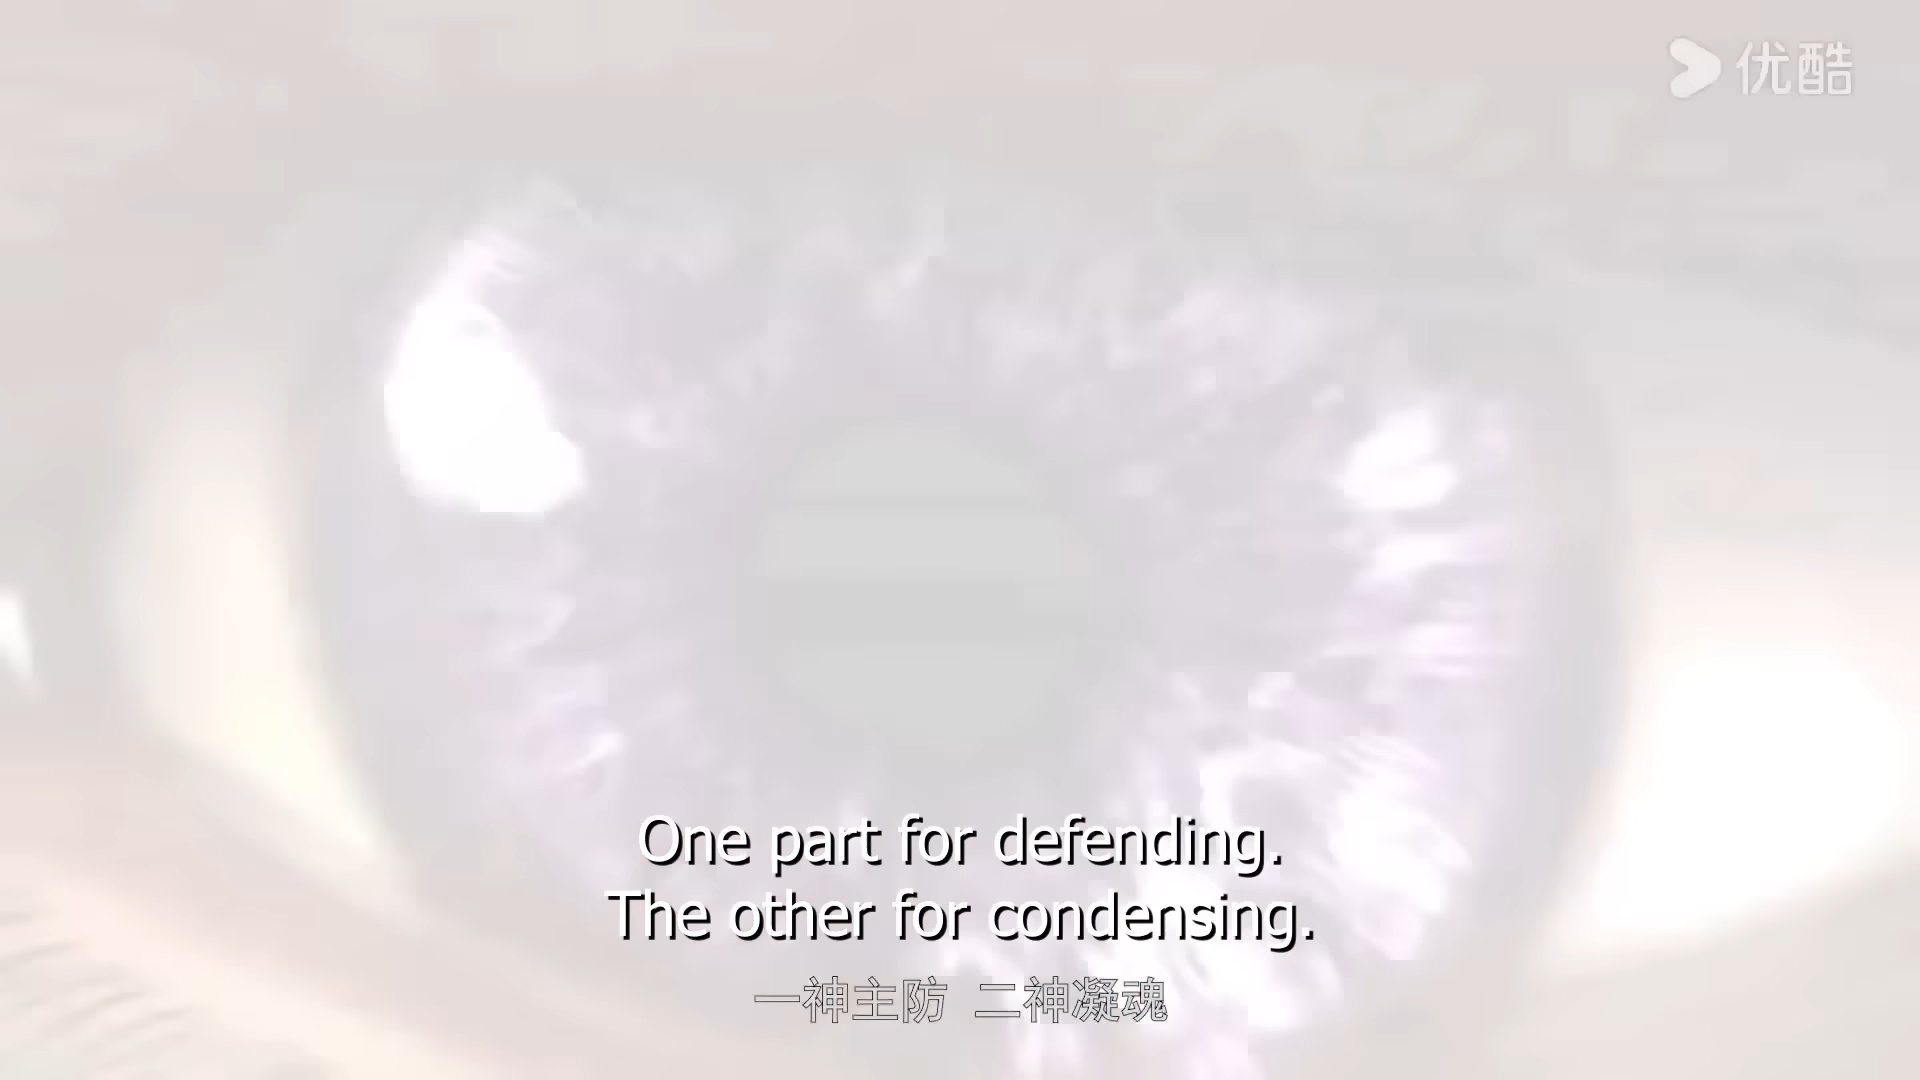 优酷
One part for defending.
The other for condensing.
一神主防 二神凝魂